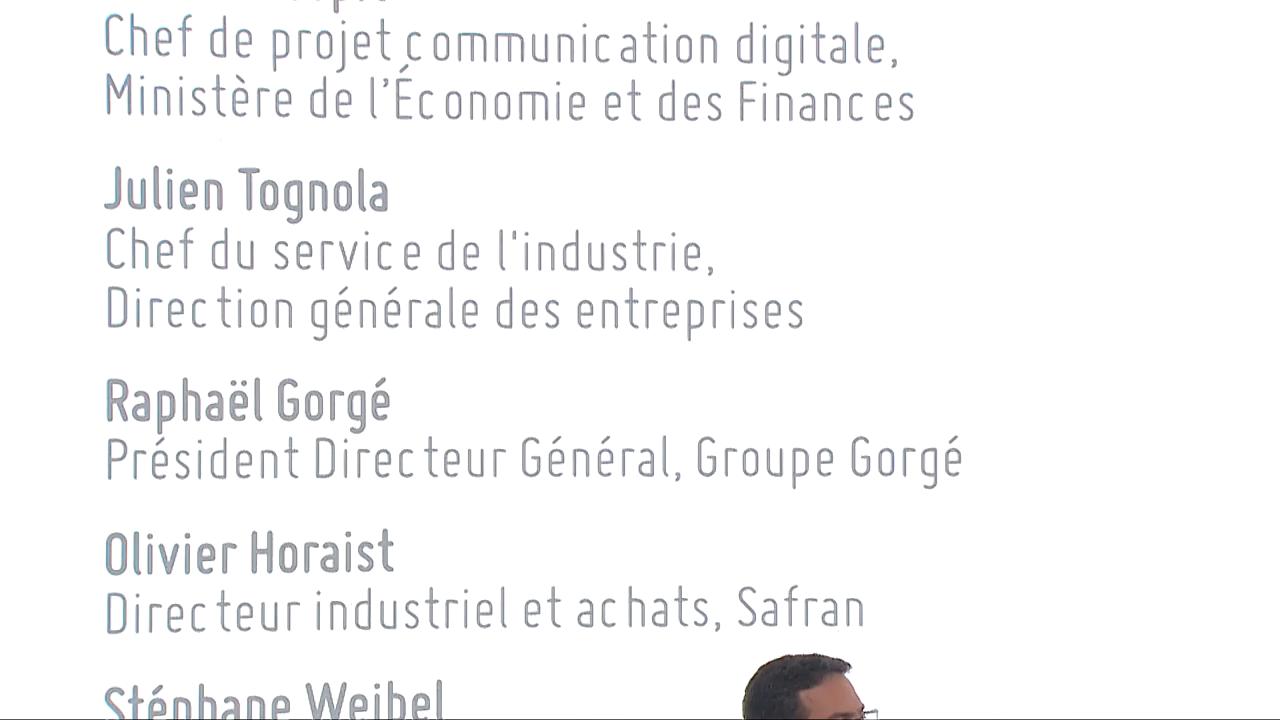 Chef de projet communication digitale,
Ministère de l'Économie et des Finances
Julien Tognola
Chef du service de l'industrie,
Direction générale des entreprises
Raphaël Gorgé
Président Directeur Général, Groupe Gorgé
Olivier Horaist
Directeur industriel et achats, Safran
Stéphane Weibel